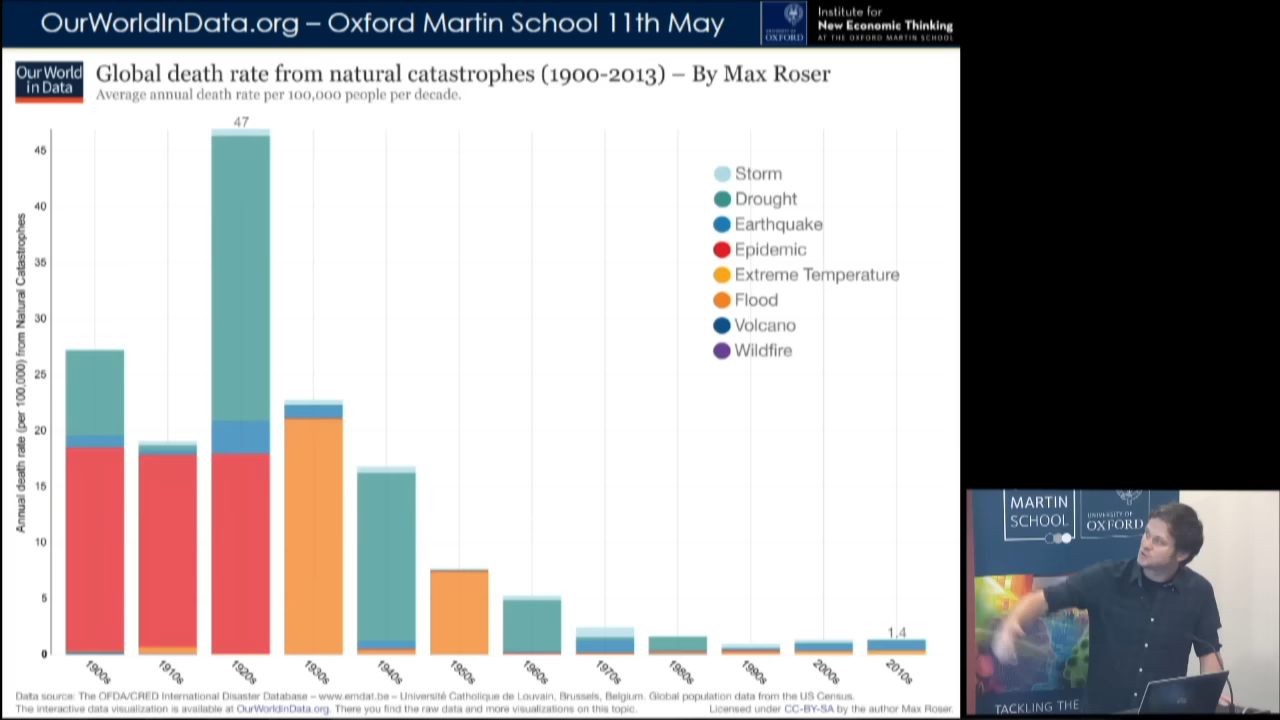 OurWorldInData.org – Oxford Martin School 11th May
UNIVERSITY OF
OXFORD
Institute for
New Economic Thinking
AT THE OXFORD MARTIN SCHOOL
Our World
in Data
Global death rate from natural catastrophes (1900-2013) – By Max Roser
Average annual death rate per 100,000 people per decade.
Annual death rate (per 100,000) from Natural Catastrophes
45
40
35
30
25
20
15
10
5
0
47
1.4
Storm
Drought
Earthquake
Epidemic
Extreme Temperature
Flood
Volcano
Wildfire
1900s
1910s
1920s
1930s
1940s
1950s
1960s
1970s
1980s
1990s
2000s
2010s
Data source: The OFDA/CRED International Disaster Database – www.emdat.be – Université Catholique de Louvain, Brussels, Belgium. Global population data from the US Census.
The interactive data visualization is available at OurWorldInData.org. There you find the raw data and more visualizations on this topic.
Licensed under CC-BY-SA by the author Max Roser.
MARTIN
SCHOOL
UNIVERSITY OF
OXFORD
TACKLING THE